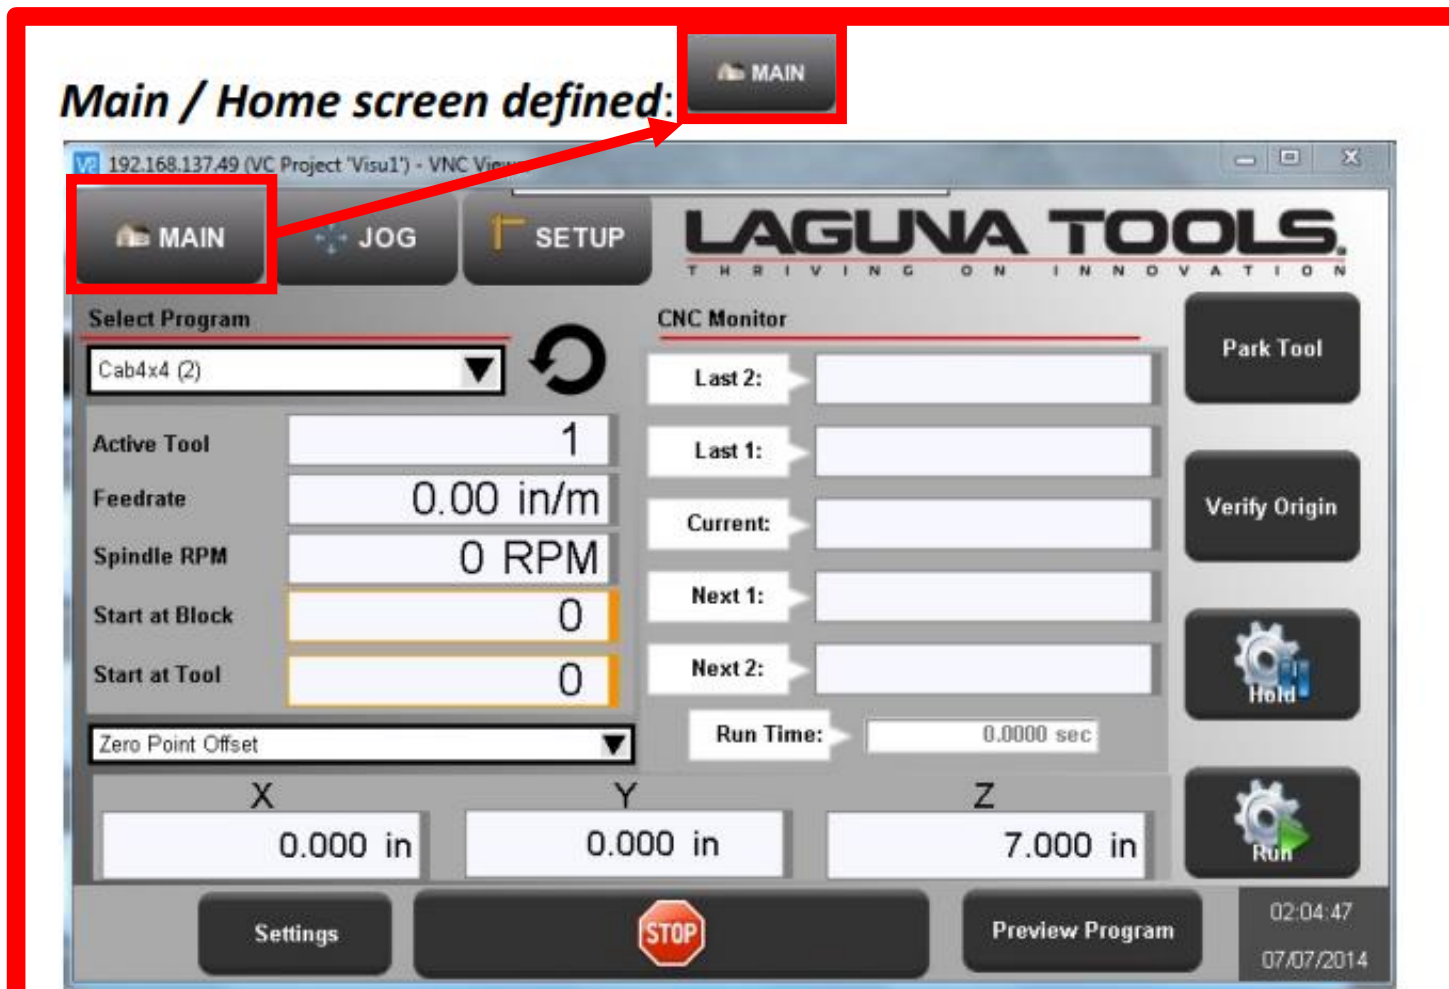 MAIN
Main / Home screen defined:
192.168.137.49 (VC Project 'Visu1') - VNC
MAIN
JOG
SETUP
LAGUNA TOOLS.
THRIVING ON INNOVATION
Select Program
Cab4x4 (2)
Active Tool 1
Feedrate 0.00 in/m
Spindle RPM 0 RPM
Start at Block 0
Start at Tool 0
Zero Point Offset
CNC Monitor
Last 2:
Last 1:
Current:
Next 1:
Next 2:
Run Time: 0.0000 sec
Park Tool
Verify Origin
Hold
Run
X
Y
Z
0.000 in
0.000 in
7.000 in
Settings
STOP
Preview Program
02:04:47
07/07/2014